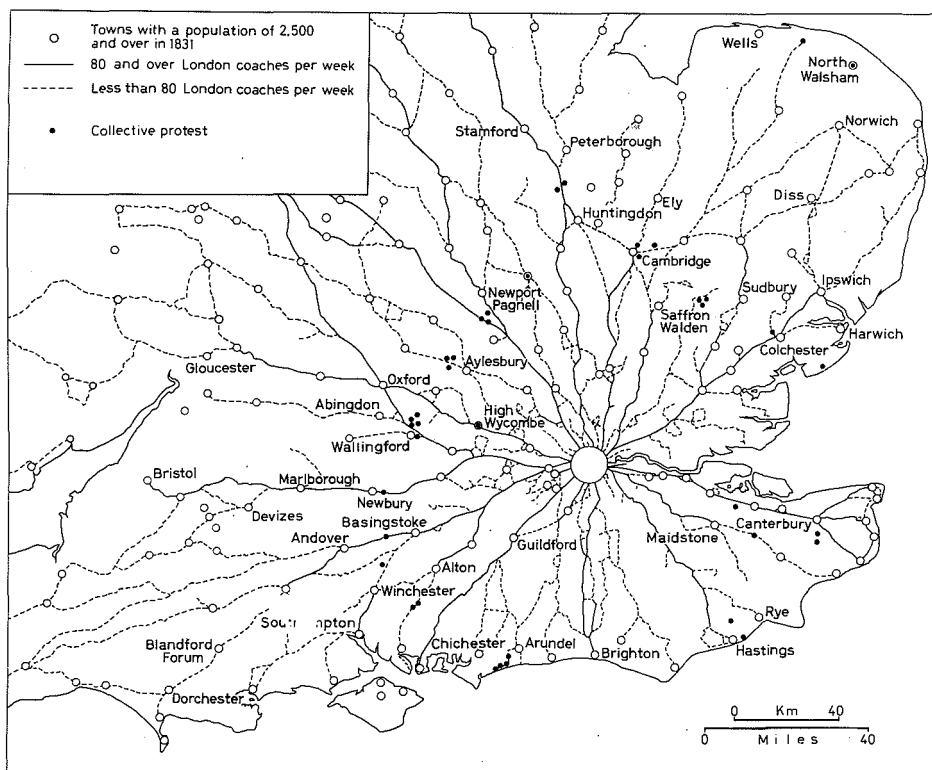 Towns with a population of 2,500
and over in 1831
80 and over London coaches per week
Less than 80 London coaches per week
Collective protest
Wells
North
Walsham
Stamford
Peterborough
Norwich
Huntingdon
Ely
Diss
Cambridge
Newport
Pagnell
Saffron
Walden
Sudbury
Ipswich
Harwich
Colchester
Aylesbury
Gloucester
Oxford
Abingdon
High
Wycombe
Wallingford
Bristol
Marlborough
Newbury
Devizes
Basingstoke
Andover
Guildford
Maidstone
Canterbury
Alton
Winchester
Rye
Hastings
Blandford
Forum
Chichester
Arundel
Brighton
Dorchester
0 Km 40
0 Miles 40